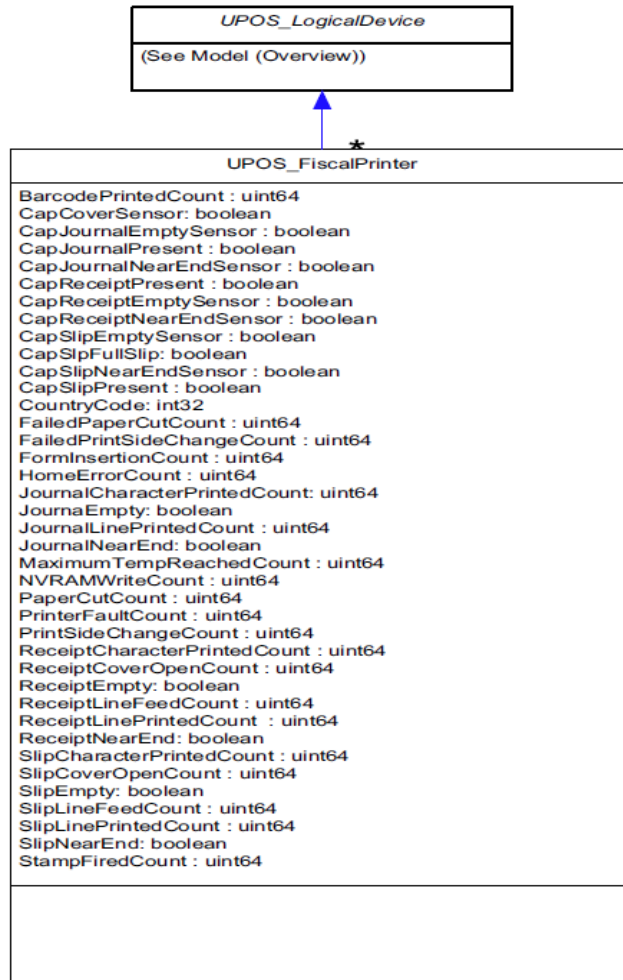 UPOS_LogicalDevice
(See Model (Overview))
*
UPOS_FiscalPrinter
BarcodePrintedCount : uint64
CapCoverSensor: boolean
CapJournalEmptySensor : boolean
CapJournalPresent : boolean
CapJournalNearEndSensor : boolean
CapReceiptPresent : boolean
CapReceiptEmptySensor : boolean
CapReceiptNearEndSensor : boolean
CapSlipEmptySensor : boolean
CapSlpFullSlip: boolean
CapSlipNearEndSensor : boolean
CapSlipPresent : boolean
CountryCode: int32
FailedPaperCutCount : uint64
FailedPrintSideChangeCount : uint64
FormInsertionCount : uint64
HomeErrorCount : uint64
JournalCharacterPrintedCount: uint64
JournaEmpty: boolean
JournalLinePrintedCount : uint64
JournalNearEnd: boolean
MaximumTempReachedCount : uint64
NVRAMWriteCount : uint64
PaperCutCount : uint64
PrinterFaultCount : uint64
PrintSideChangeCount : uint64
ReceiptCharacterPrintedCount : uint64
ReceiptCoverOpenCount : uint64
ReceiptEmpty: boolean
ReceiptLineFeedCount : uint64
ReceiptLinePrintedCount : uint64
ReceiptNearEnd: boolean
SlipCharacterPrintedCount : uint64
SlipCoverOpenCount : uint64
SlipEmpty: boolean
SlipLineFeedCount : uint64
SlipLinePrintedCount : uint64
SlipNearEnd: boolean
StampFiredCount : uint64